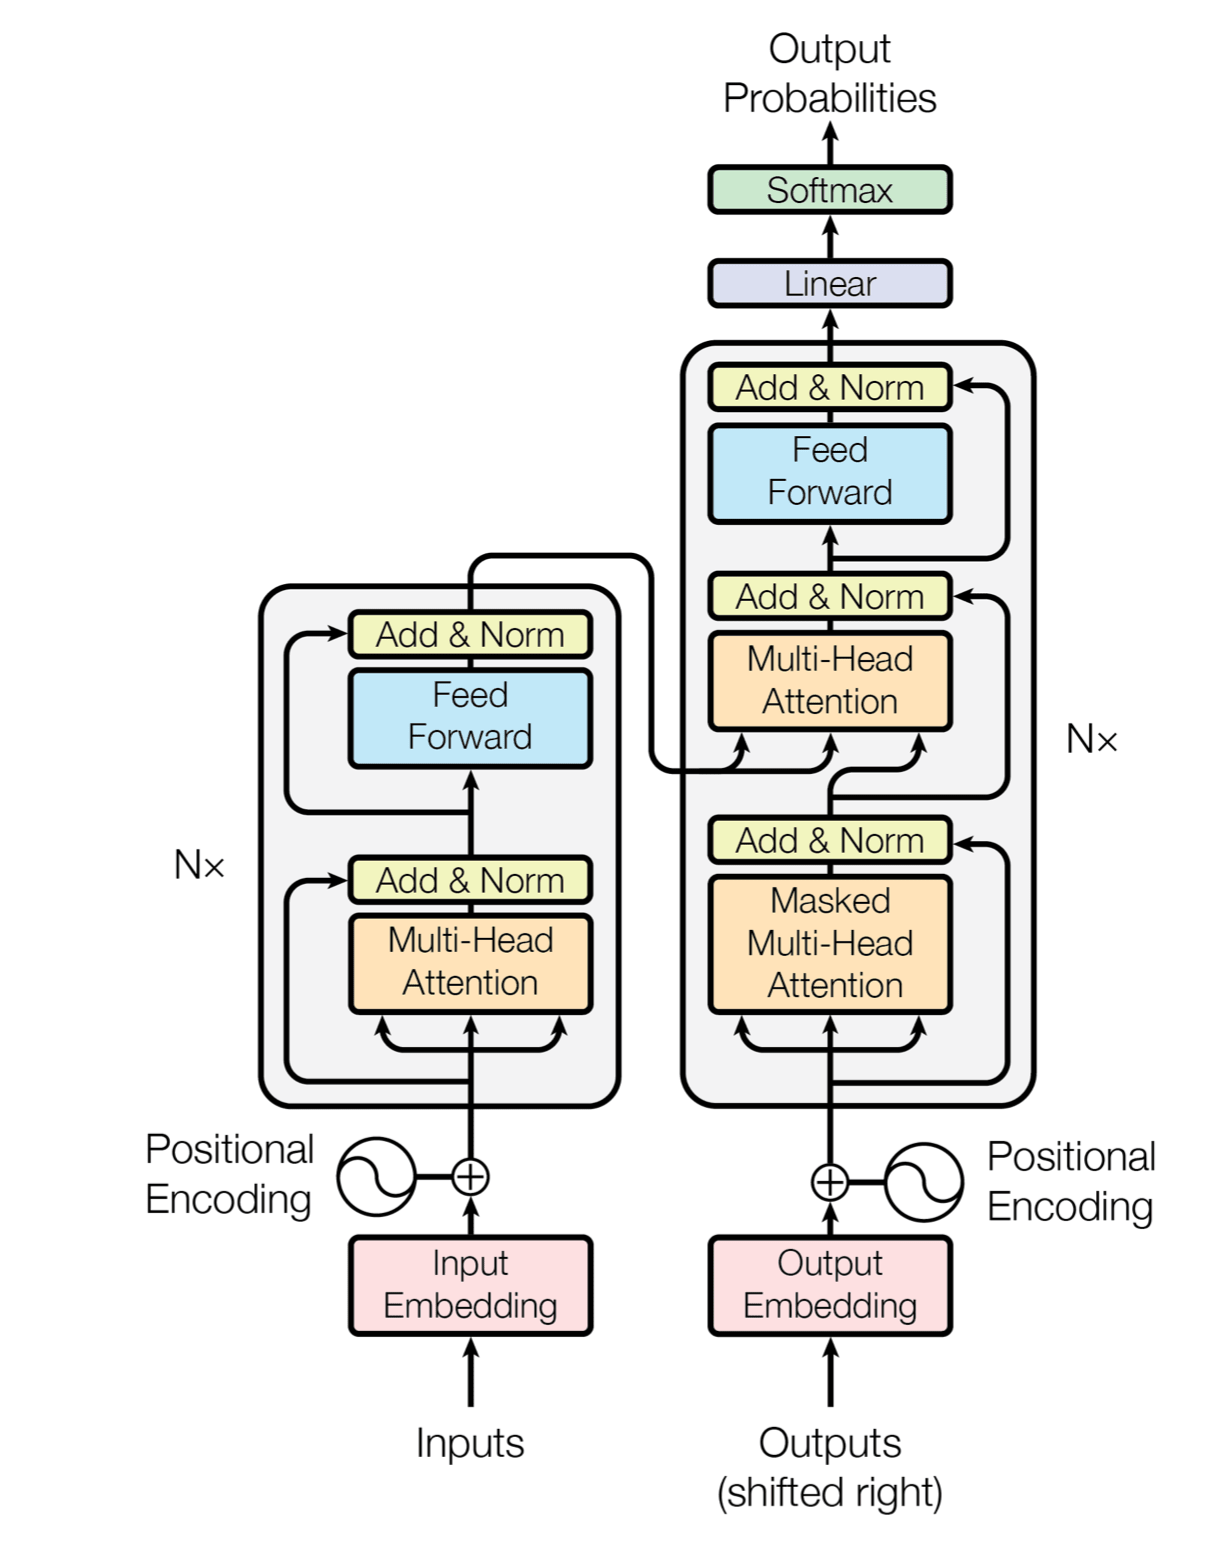 Output
Probabilities
Softmax
Linear
Add & Norm
Feed
Forward
Add & Norm
Multi-Head
Attention
Add & Norm
Masked
Multi-Head
Attention
Nx
Positional
Encoding
Output
Embedding
Outputs
(shifted right)
Add & Norm
Feed
Forward
Add & Norm
Multi-Head
Attention
Nx
Positional
Encoding
Input
Embedding
Inputs